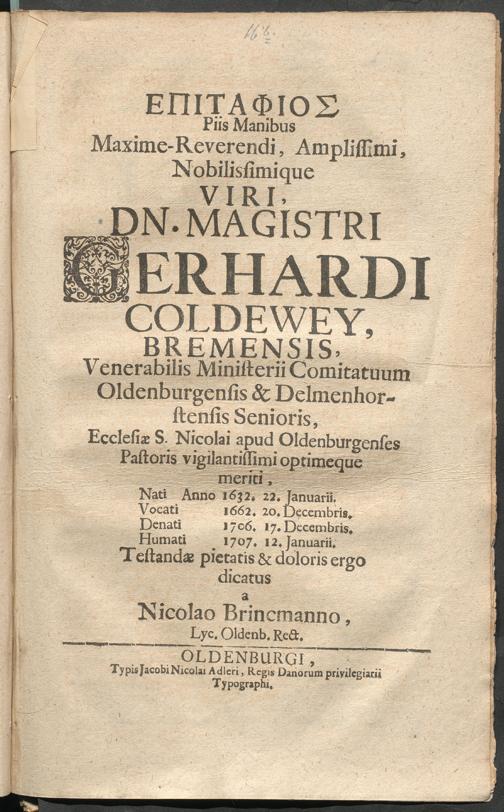 ΕΠΙΤΑΦΙΟΣ
Piis Manibus
Maxime-Reverendi, Ampliſſimi,
Nobilisſimique
VIRI,
DN. MAGISTRI
GERHARDI
COLDEWEY,
BREMENSIS,
Venerabilis Miniſterii Comitatuum
Oldenburgenſis & Delmenhor-
ſtenſis Senioris,
Eccleſiæ S. Nicolai apud Oldenburgenſes
Paſtoris vigilantiſſimi optimeque
meriti,
Nati Anno 1632. 22. Januarii.
Vocati 1662. 20. Decembris.
Denati 1706. 17. Decembris.
Humati 1707. 12. Januarii.
Teſtandæ pietatis & doloris ergo
dicatus
a
Nicolao Brincmanno,
Lyc. Oldenb. Rect.
OLDENBURGI,
Typis Jacobi Nicolai Adleri, Regis Danorum privilegiatii
Typographi.